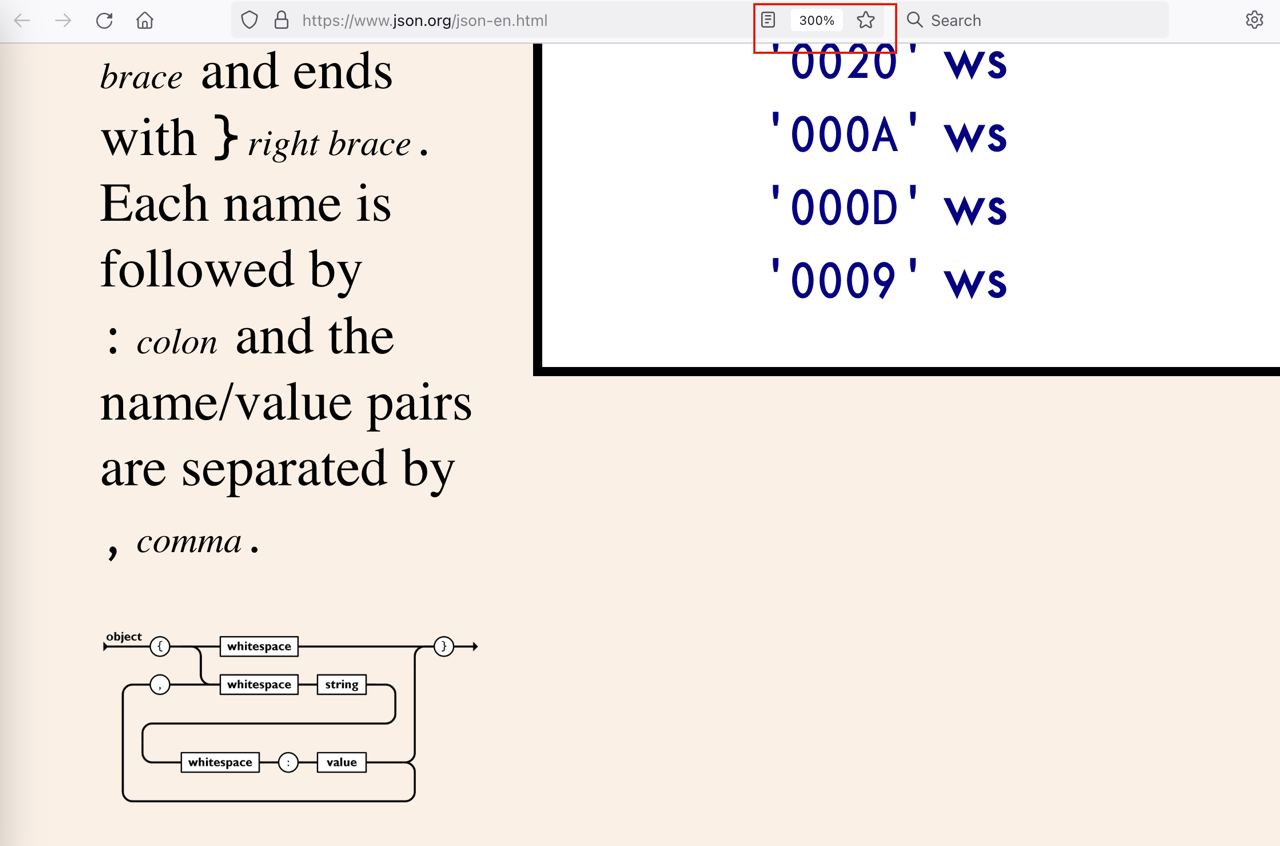 https://www.json.org/json-en.html
300%
Search
brace and ends
with } right brace.
Each name is
followed by
: colon and the
name/value pairs
are separated by
, comma.
'0020' ws
'000A' ws
'000D' ws
'0009' ws
object { whitespace }
, whitespace string
whitespace : value